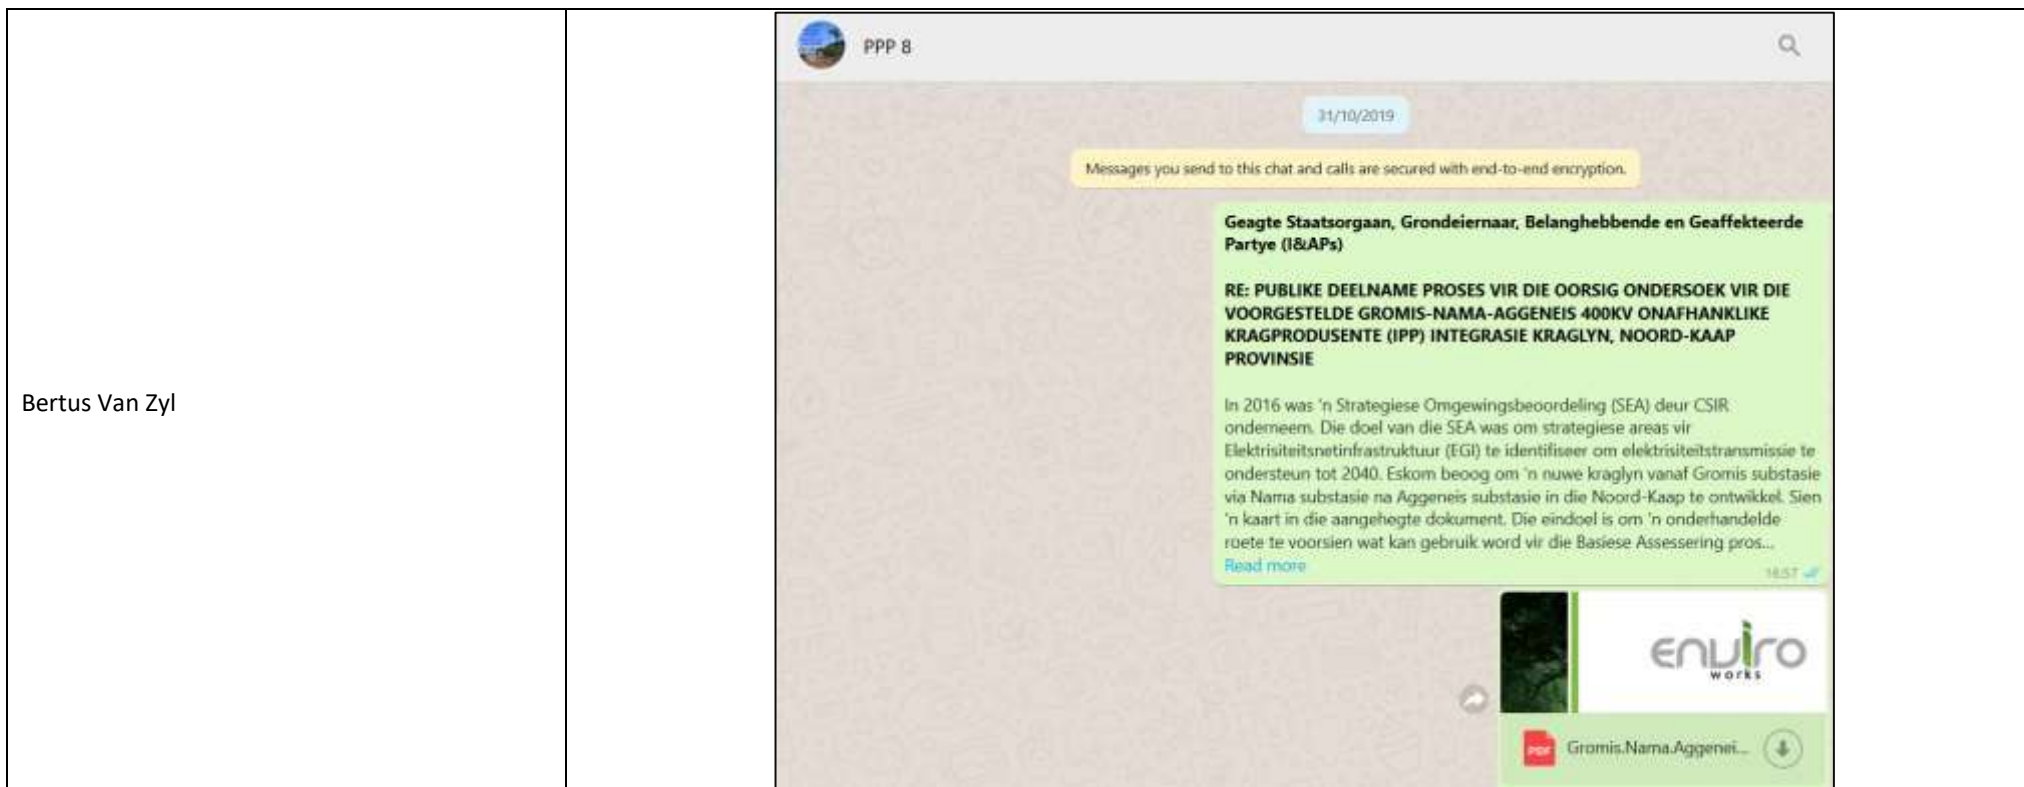 Bertus Van Zyl
PPP 8
31/10/2019
Messages you send to this chat and calls are secured with end-to-end encryption.
Geagte Staatsorgaan, Grondeiernaar, Belanghebbende en Geaffekteerde
Partye (I&APs)
RE: PUBLIKE DEELNAME PROSES VIR DIE OORSIG ONDERSOEK VIR DIE
VOORGESTELDE GROMIS-NAMA-AGGENEIS 400KV ONAFHANKLIKE
KRAGPRODUSENTE (IPP) INTEGRASIE KRAGLYN, NOORD-KAAP
PROVINSIE
In 2016 was 'n Strategiese Omgewingsbeoordeling (SEA) deur CSIR
onderneem. Die doel van die SEA was om strategiese areas vir
Elektrisiteitsnetinfrastruktuur (EGI) te identifiseer om elektrisiteitstransmissie te
ondersteun tot 2040. Eskom beoog om 'n nuwe kraglyn vanaf Gromis substasie
via Nama substasie na Aggeneis substasie in die Noord-Kaap te ontwikkel. Sien
'n kaart in die aangehegte dokument. Die eindoel is om 'n onderhandelde
roete te voorsien wat kan gebruik word vir die Basiese Assessering pros...
Read more
16:57
enviro
works
PDF
Gromis.Nama.Aggenei...